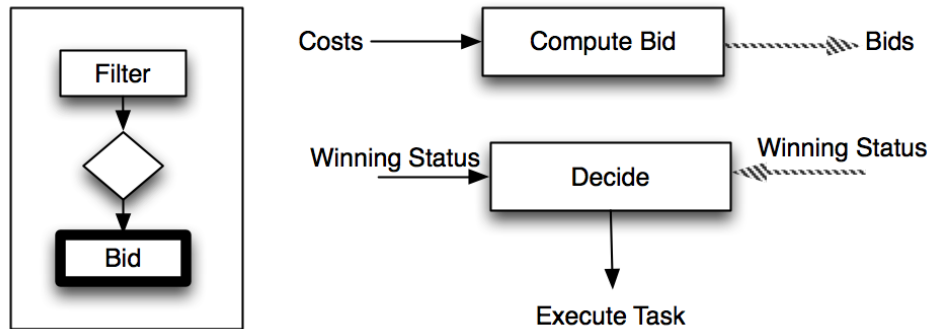 Filter
Bid
Costs
Compute Bid
Bids
Winning Status
Decide
Winning Status
Execute Task